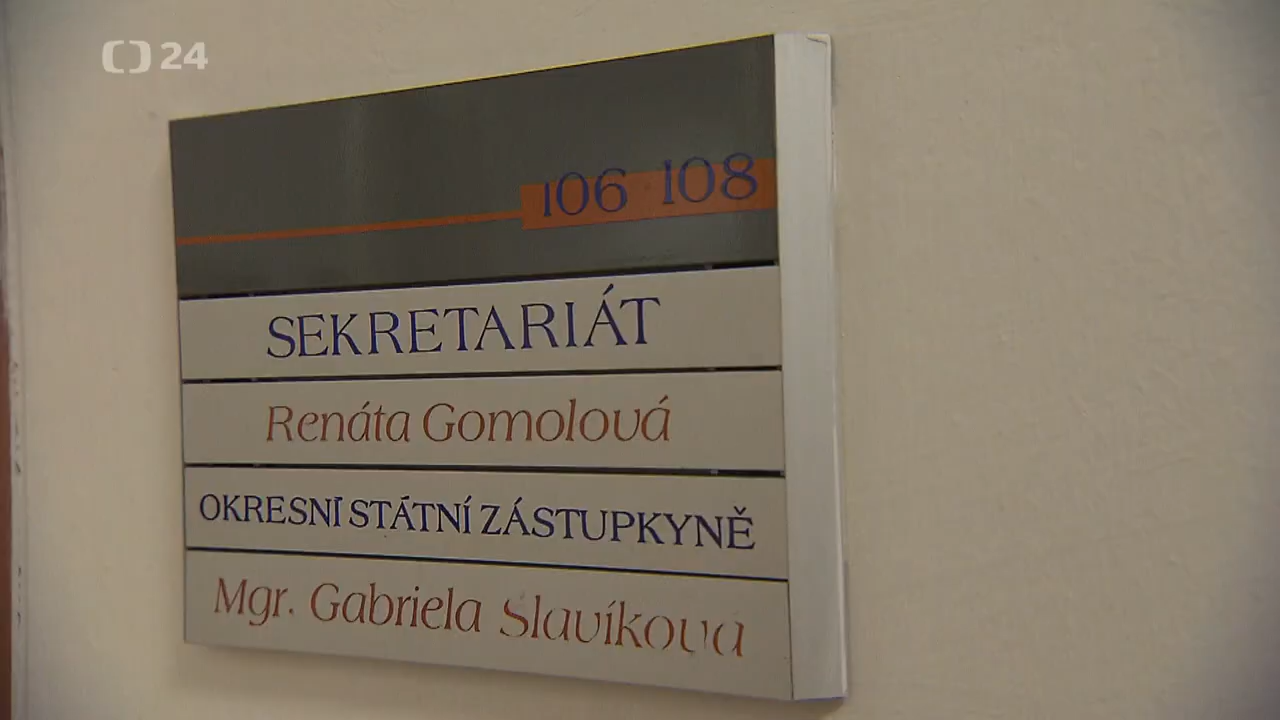 24
106 108
SEKRETARIÁT
Renáta Gomolová
OKRESNÍ STÁTNÍ ZÁSTUPKYNĚ
Mgr. Gabriela Slavíková